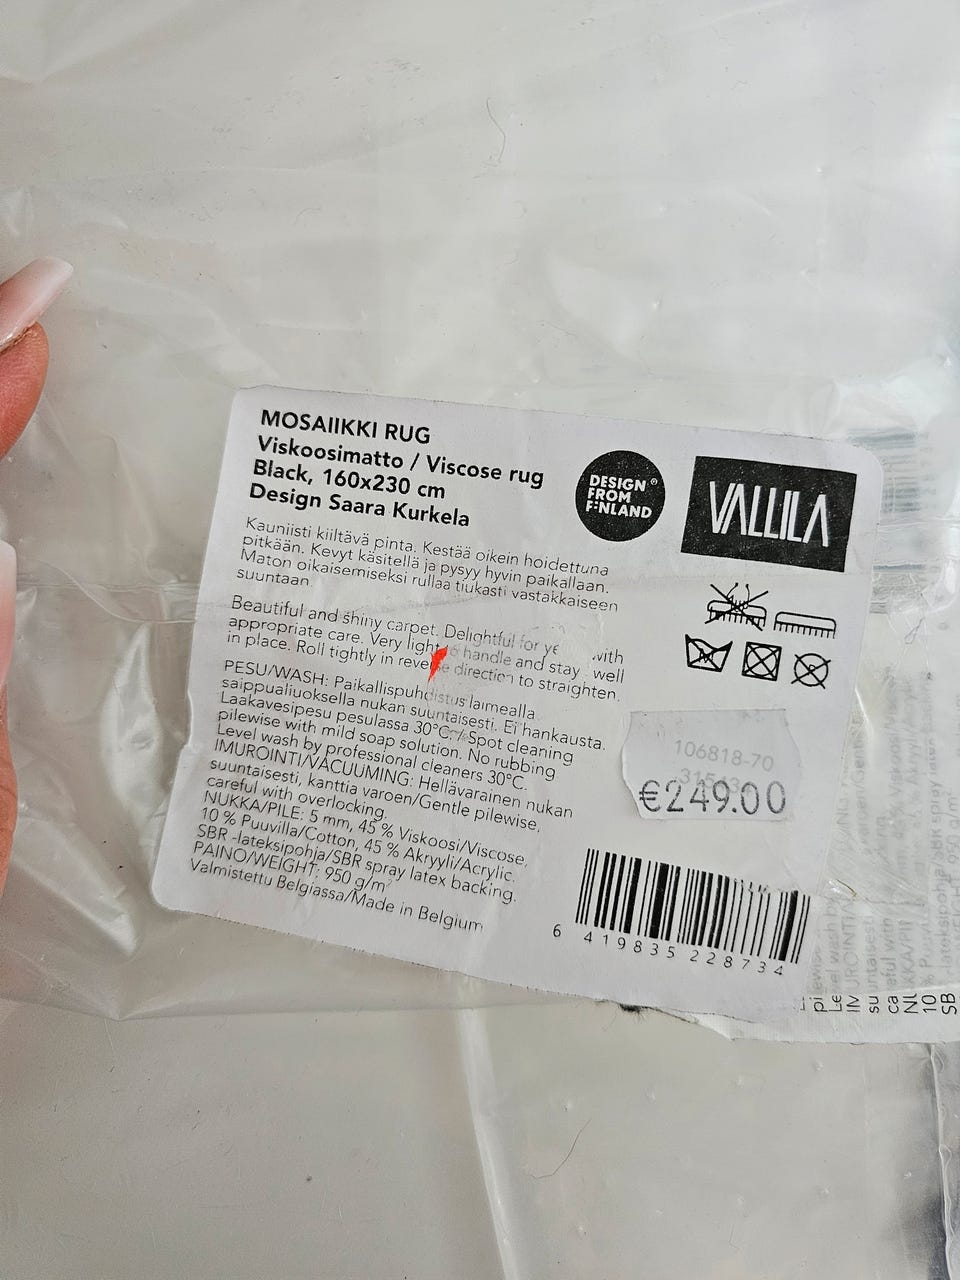 MOSAIIKKI RUG
Viskoosimatto / Viscose rug
Black, 160x230 cm
Design Saara Kurkela
DESIGN ®
FROM
FINLAND
VALLILA
Kauniisti kiiltävä pinta. Kestää oikein hoidettuna
pitkään. Kevyt käsitellä ja pysyy hyvin paikallaan.
Maton oikaisemiseksi rullaa tiukasti vastakkaiseen
suuntaan.
Beautiful and shiny carpet. Delightful for with
appropriate care. Very light to handle and stay well
in place. Roll tightly in reverse direction to straighten.
PESU/WASH: Paikallispuhdistus laimealla
saippualiuoksella nukan suuntaisesti. Ei hankausta.
Laakavesipesu pesulassa 30°C. / Spot cleaning
pilewise with mild soap solution. No rubbing
Level wash by professional cleaners 30°C.
IMUROINTI/VACUUMING: Hellävarainen nukan
suuntaisesti, kanttia varoen/Gentle pilewise,
careful with overlocking.
NUKKA/PILE: 5 mm, 45 % Viskoosi/Viscose,
10 % Puuvilla/Cotton, 45 % Akryyli/Acrylic.
SBR -lateksipohja/SBR spray latex backing.
PAINO/WEIGHT: 950 g/m²
Valmistettu Belgiassa/Made in Belgium
106818-70
€249.00
6 419835 228734